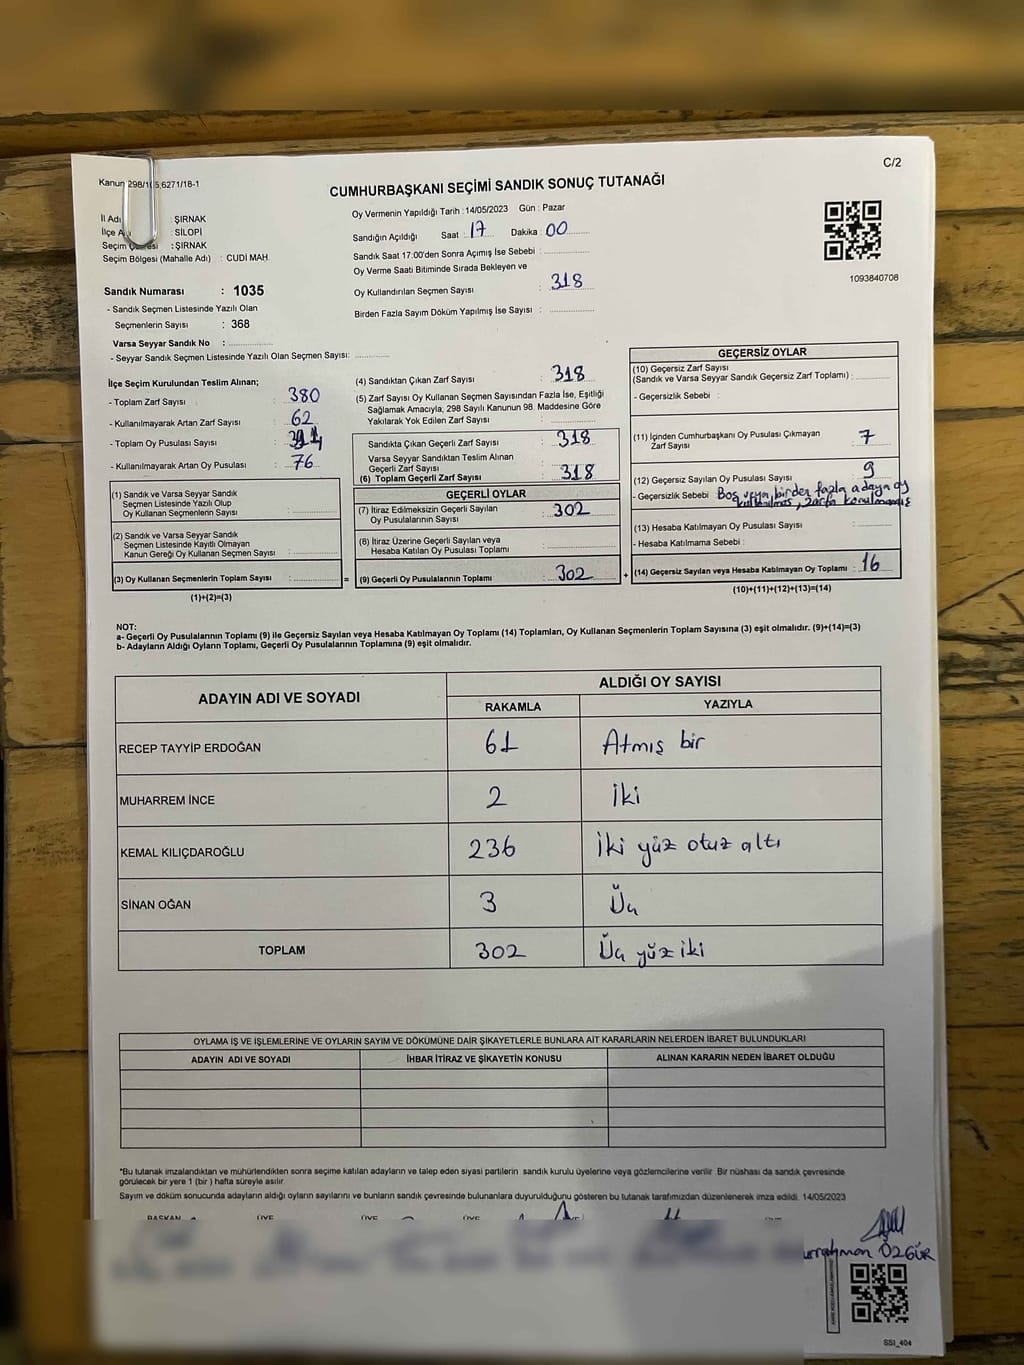 C/2
Kanun 298/105,6271/18-1
CUMHURBAŞKANI SEÇİMİ SANDIK SONUÇ TUTANAĞI
İl Adı : ŞIRNAK
İlçe A : SİLOPİ
Seçim Çevresi : ŞIRNAK
Seçim Bölgesi (Mahalle Adı) : CUDİ MAH.
Oy Vermenin Yapıldığı Tarih : 14/05/2023 Gün : Pazar
Sandığın Açıldığı Saat : 17 Dakika : 00
Sandık Saat 17.00'den Sonra Açımış İse Sebebi :
Oy Verme Saati Bitiminde Sırada Bekleyen ve
Oy Kullandırılan Seçmen Sayısı : 318
Birden Fazla Sayım Döküm Yapılmış İse Sayısı :
1093840708
Sandık Numarası : 1035
- Sandık Seçmen Listesinde Yazılı Olan
Seçmenlerin Sayısı : 368
Varsa Seyyar Sandık No :
- Seyyar Sandık Seçmen Listesinde Yazılı Olan Seçmen Sayısı:
İlçe Seçim Kurulundan Teslim Alınan;
- Toplam Zarf Sayısı : 380
- Kullanılmayarak Artan Zarf Sayısı : 62
- Toplam Oy Pusulası Sayısı :
- Kullanılmayarak Artan Oy Pusulası : 76
(1) Sandık ve Varsa Seyyar Sandık
Seçmen Listesinde Yazılı Olup
Oy Kullanan Seçmenlerin Sayısı :
(2) Sandık ve Varsa Seyyar Sandık
Seçmen Listesinde Kayıtlı Olmayan
Kanun Gereği Oy Kullanan Seçmen Sayısı :
(3) Oy Kullanan Seçmenlerin Toplam Sayısı : =
(1)+(2)=(3)
(4) Sandıktan Çıkan Zarf Sayısı : 318
(5) Zarf Sayısı Oy Kullanan Seçmen Sayısından Fazla İse, Eşitliği
Sağlamak Amacıyla; 298 Sayılı Kanunun 98. Maddesine Göre
Yakılarak Yok Edilen Zarf Sayısı :
Sandıkta Çıkan Geçerli Zarf Sayısı : 318
Varsa Seyyar Sandıktan Teslim Alınan
Geçerli Zarf Sayısı :
(6) Toplam Geçerli Zarf Sayısı : 318
GEÇERLİ OYLAR
(7) İtiraz Edilmeksizin Geçerli Sayılan
Oy Pusulalarının Sayısı : 302
(8) İtiraz Üzerine Geçerli Sayılan veya
Hesaba Katılan Oy Pusulası Toplamı :
(9) Geçerli Oy Pusulalarının Toplamı : 302 +
GEÇERSİZ OYLAR
(10) Geçersiz Zarf Sayısı
(Sandık ve Varsa Seyyar Sandık Geçersiz Zarf Toplamı) :
- Geçersizlik Sebebi :
(11) İçinden Cumhurbaşkanı Oy Pusulası Çıkmayan
Zarf Sayısı : 7
(12) Geçersiz Sayılan Oy Pusulası Sayısı : 9
- Geçersizlik Sebebi : Boş veya birden fazla adaya oy
kullanılmış, zarfa konulmamış
(13) Hesaba Katılmayan Oy Pusulası Sayısı :
- Hesaba Katılmama Sebebi :
(14) Geçersiz Sayılan veya Hesaba Katılmayan Oy Toplamı : 16
(10)+(11)+(12)+(13)=(14)
NOT:
a- Geçerli Oy Pusulalarının Toplamı (9) ile Geçersiz Sayılan veya Hesaba Katılmayan Oy Toplamı (14) Toplamları, Oy Kullanan Seçmenlerin Toplam Sayısına (3) eşit olmalıdır. (9)+(14)=(3)
b- Adayların Aldığı Oyların Toplamı, Geçerli Oy Pusulalarının Toplamına (9) eşit olmalıdır.
ADAYIN ADI VE SOYADI
ALDIĞI OY SAYISI
RAKAMLA YAZIYLA
RECEP TAYYİP ERDOĞAN 61 Atmış bir
MUHARREM İNCE 2 İki
KEMAL KILIÇDAROĞLU 236 İki yüz otuz altı
SİNAN OĞAN 3 Üç
TOPLAM 302 Üç yüz iki
OYLAMA İŞ VE İŞLEMLERİNE VE OYLARIN SAYIM VE DÖKÜMÜNE DAİR ŞİKAYETLERLE BUNLARA AİT KARARLARIN NELERDEN İBARET BULUNDUKLARI
ADAYIN ADI VE SOYADI İHBAR İTİRAZ VE ŞİKAYETİN KONUSU ALINAN KARARIN NEDEN İBARET OLDUĞU
*Bu tutanak imzalandıktan ve mühürlendikten sonra seçime katılan adayların ve talep eden siyasi partilerin sandık kurulu üyelerine veya gözlemcilerine verilir. Bir nüshası da sandık çevresinde
görülecek bir yere 1 (bir) hafta süreyle asılır.
Sayım ve döküm sonucunda adayların aldığı oyların sayılarını ve bunların sandık çevresinde bulunanlara duyurulduğunu gösteren bu tutanak tarafımızdan düzenlenerek imza edildi. 14/05/2023
BAŞKAN ÜYE ÜYE ÜYE
ÖZGÜR
SSİ_404